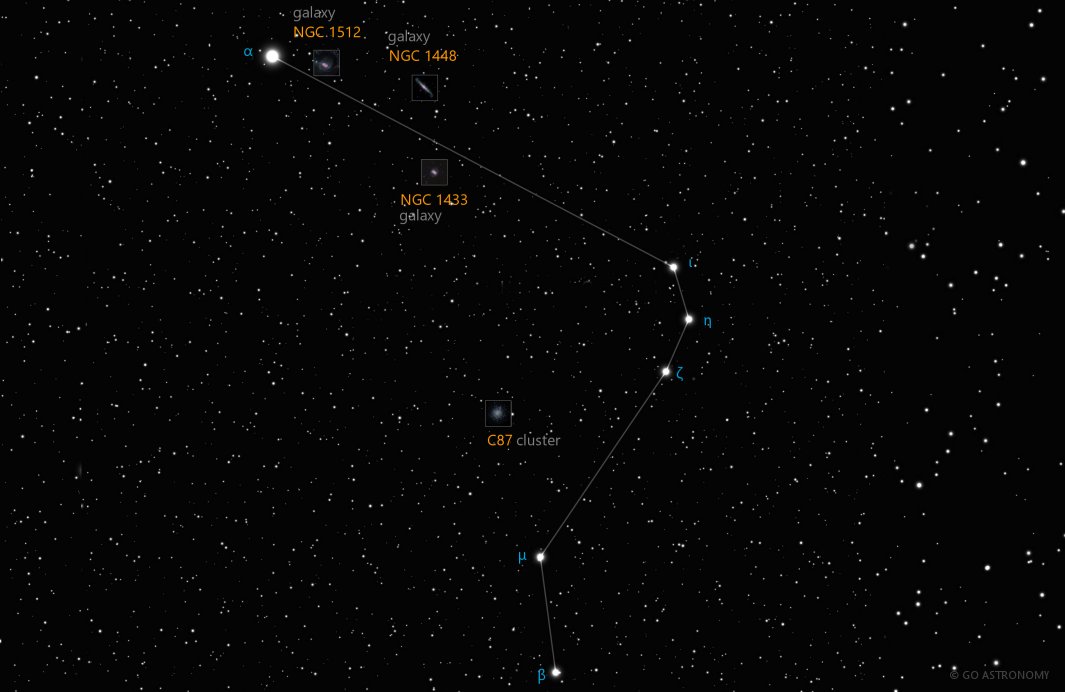 galaxy
NGC 1512
galaxy
NGC 1448
α
NGC 1433
galaxy
ι
η
ζ
C87 cluster
μ
β
© GO ASTRONOMY